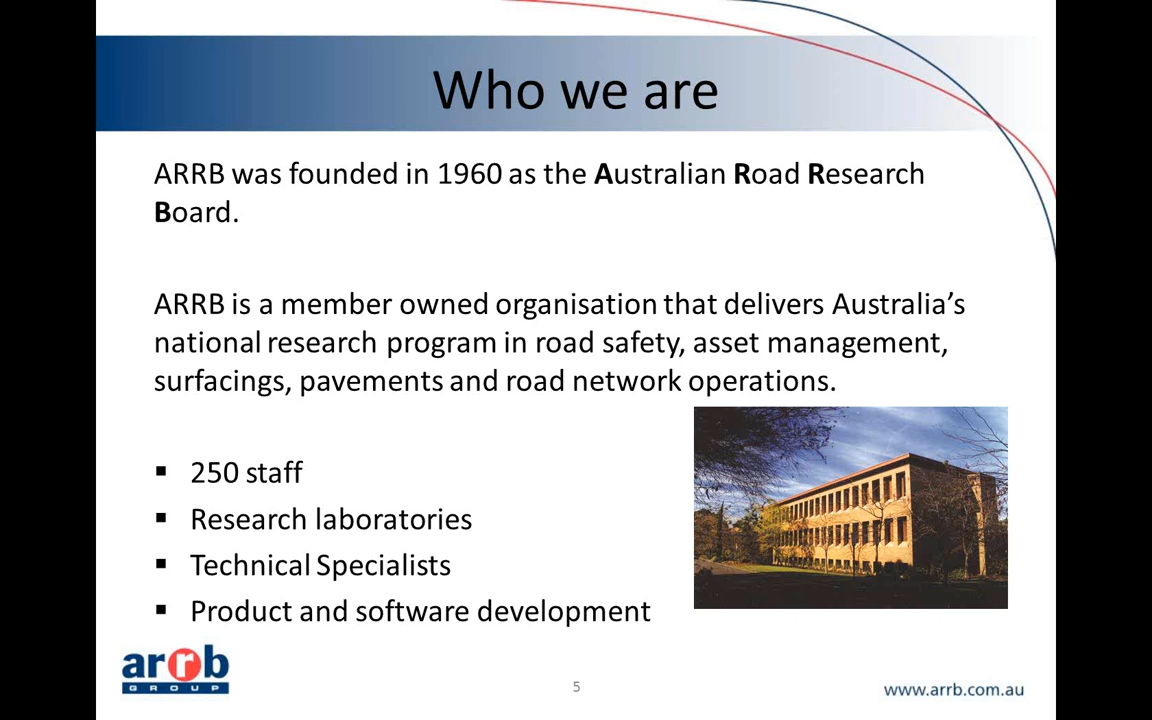 Who we are
ARRB was founded in 1960 as the Australian Road Research
Board.
ARRB is a member owned organisation that delivers Australia’s
national research program in road safety, asset management,
surfacings, pavements and road network operations.
▪ 250 staff
▪ Research laboratories
▪ Technical Specialists
▪ Product and software development
arrb
GROUP
5
www.arrb.com.au